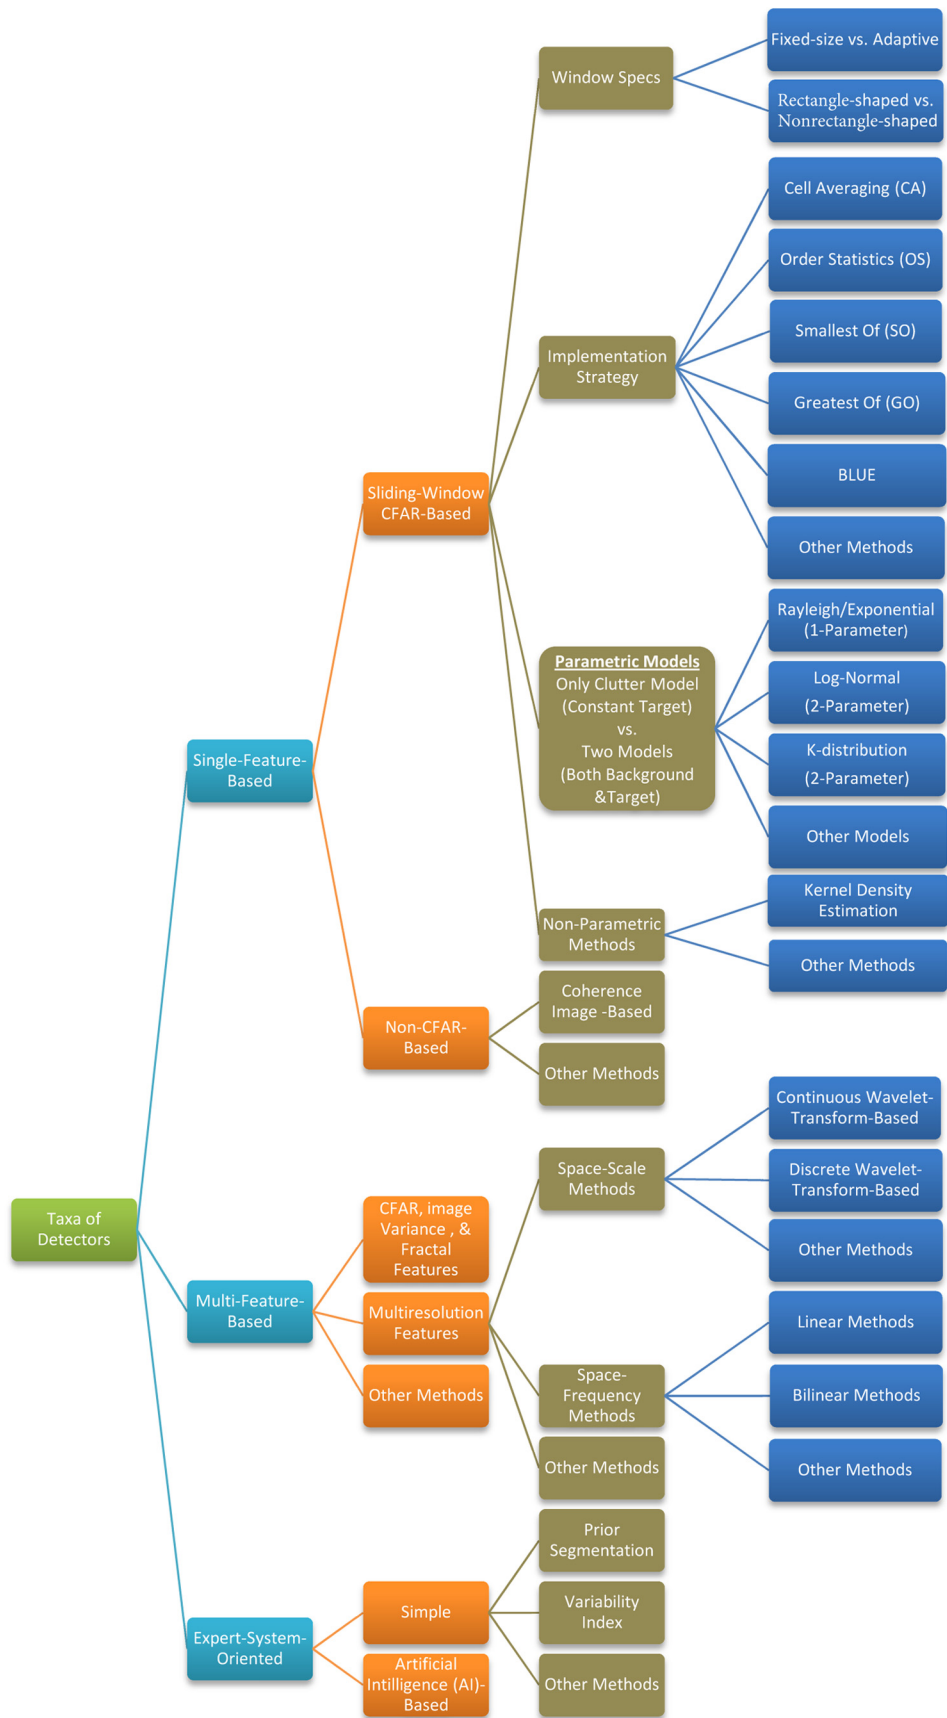 Fixed-size vs. Adaptive
Window Specs
Rectangle-shaped vs.
Nonrectangle-shaped
Cell Averaging (CA)
Order Statistics (OS)
Smallest Of (SO)
Implementation
Strategy
Greatest Of (GO)
BLUE
Sliding-Window
CFAR-Based
Other Methods
Rayleigh/Exponential
(1-Parameter)
Parametric Models
Only Clutter Model
(Constant Target)
vs.
Two Models
(Both Background
&Target)
Log-Normal
(2-Parameter)
K-distribution
(2-Parameter)
Single-Feature-
Based
Other Models
Kernel Density
Estimation
Non-Parametric
Methods
Other Methods
Coherence
Image -Based
Non-CFAR-
Based
Other Methods
Continuous Wavelet-
Transform-Based
Space-Scale
Methods
Discrete Wavelet-
Transform-Based
Taxa of
Detectors
CFAR, image
Variance , &
Fractal
Features
Other Methods
Multi-Feature-
Based
Multiresolution
Features
Linear Methods
Other Methods
Space-
Frequency
Methods
Bilinear Methods
Other Methods
Other Methods
Prior
Segmentation
Simple
Variability
Index
Expert-System-
Oriented
Artificial
Intilligence (AI)-
Based
Other Methods